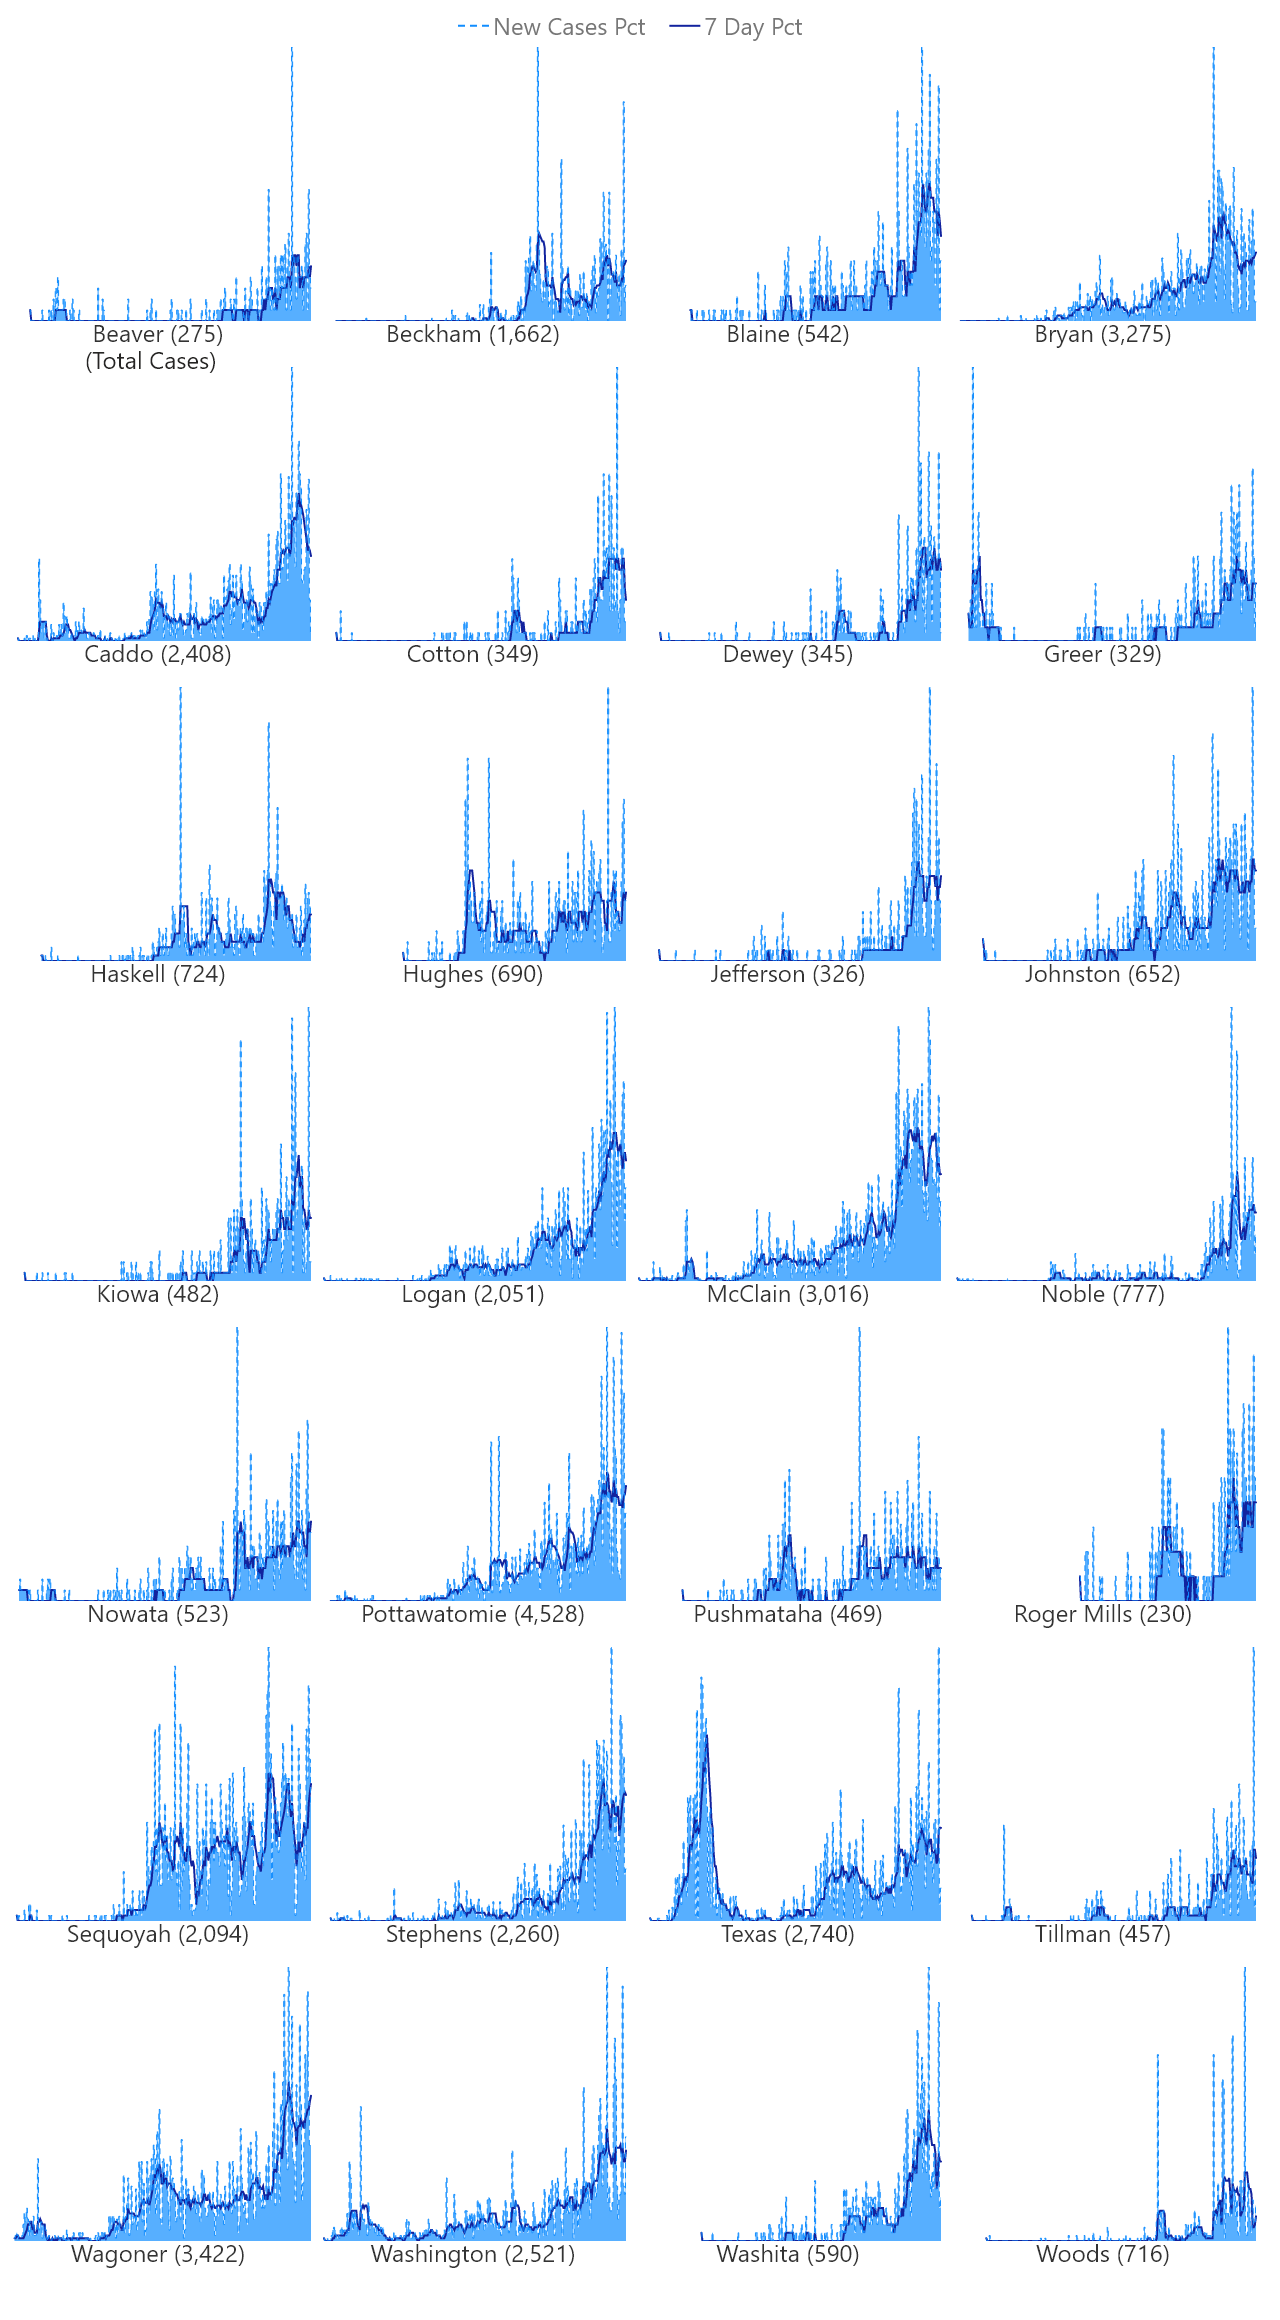 New Cases Pct 7 Day Pct
Beaver (275) Beckham (1,662) Blaine (542) Bryan (3,275)
(Total Cases)
Caddo (2,408) Cotton (349) Dewey (345) Greer (329)
Haskell (724) Hughes (690) Jefferson (326) Johnston (652)
Kiowa (482) Logan (2,051) McClain (3,016) Noble (777)
Nowata (523) Pottawatomie (4,528) Pushmataha (469) Roger Mills (230)
Sequoyah (2,094) Stephens (2,260) Texas (2,740) Tillman (457)
Wagoner (3,422) Washington (2,521) Washita (590) Woods (716)